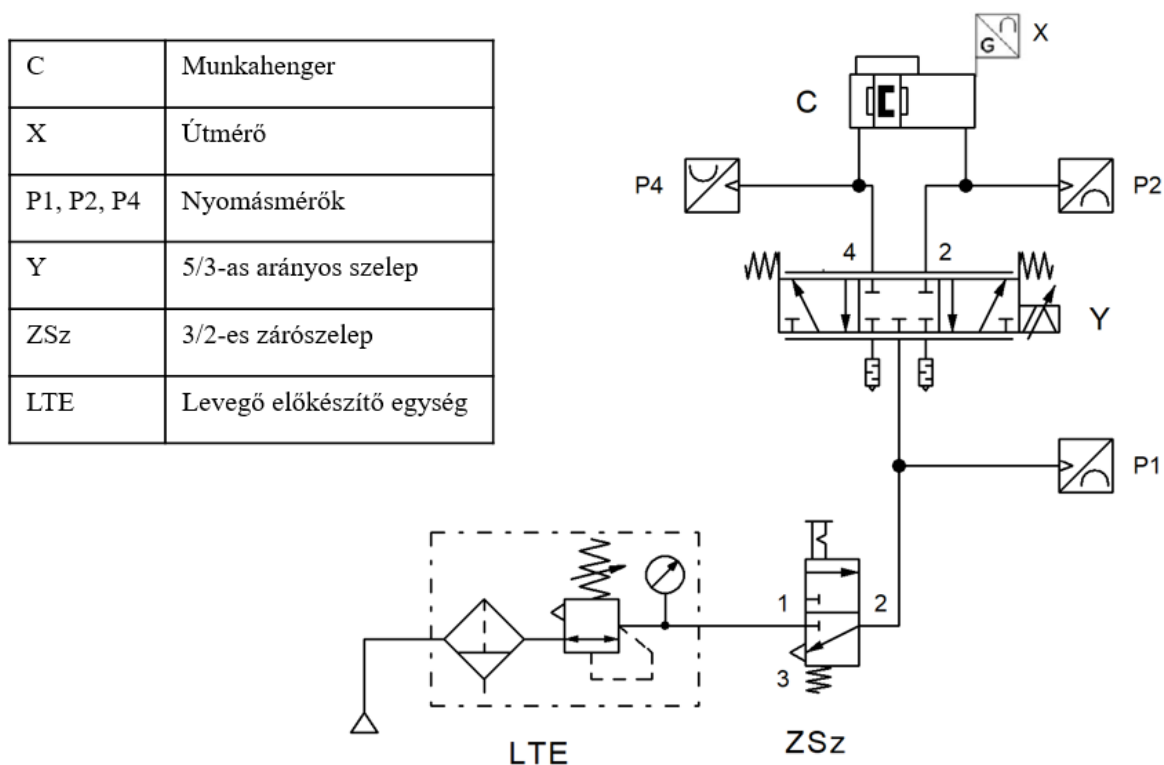 C Munkahenger
X Útmérő
P1, P2, P4 Nyomásmérők
Y 5/3-as arányos szelep
ZSz 3/2-es zárószelep
LTE Levegő előkészítő egység
G X
C
P4 P2
4 2
Y
P1
1 2
3
LTE ZSz